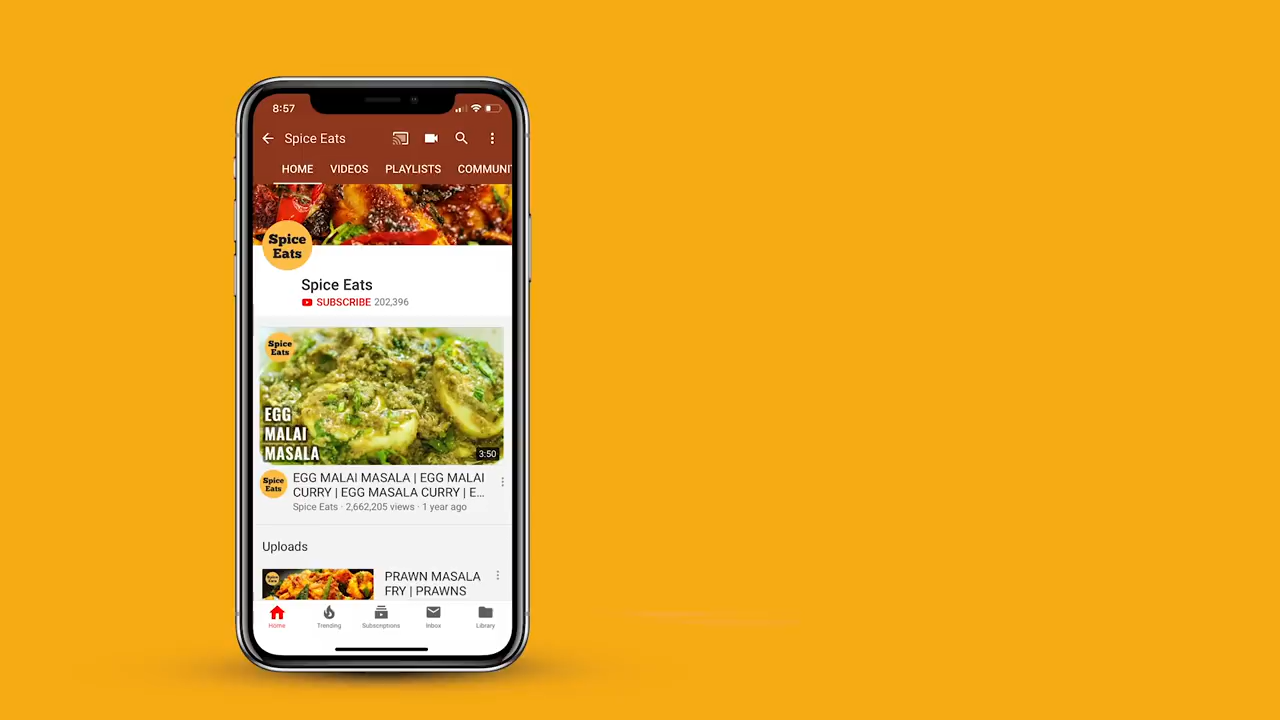 8:57
Spice Eats
HOME VIDEOS PLAYLISTS COMMUNI
Spice
Eats
Spice Eats
SUBSCRIBE 202,396
Spice
Eats
EGG
MALAI
MASALA
3:50
Spice
Eats
EGG MALAI MASALA | EGG MALAI
CURRY | EGG MASALA CURRY | E...
Spice Eats · 2,662,205 views · 1 year ago
Uploads
Spice
Eats
PRAWN MASALA
FRY | PRAWNS
Home Trending Subscriptions Inbox Library